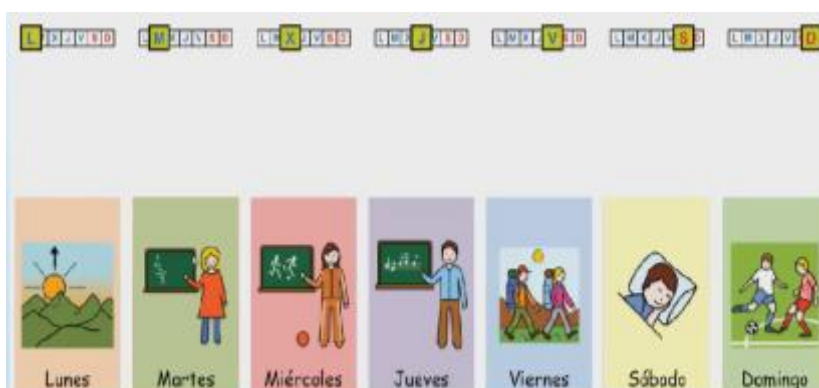 L M X J V S D
L M X J V S D
L M X J V S D
L M X J V S D
L M X J V S D
L M X J V S D
L M X J V S D
Lunes
Martes
Miércoles
Jueves
Viernes
Sábado
Domingo